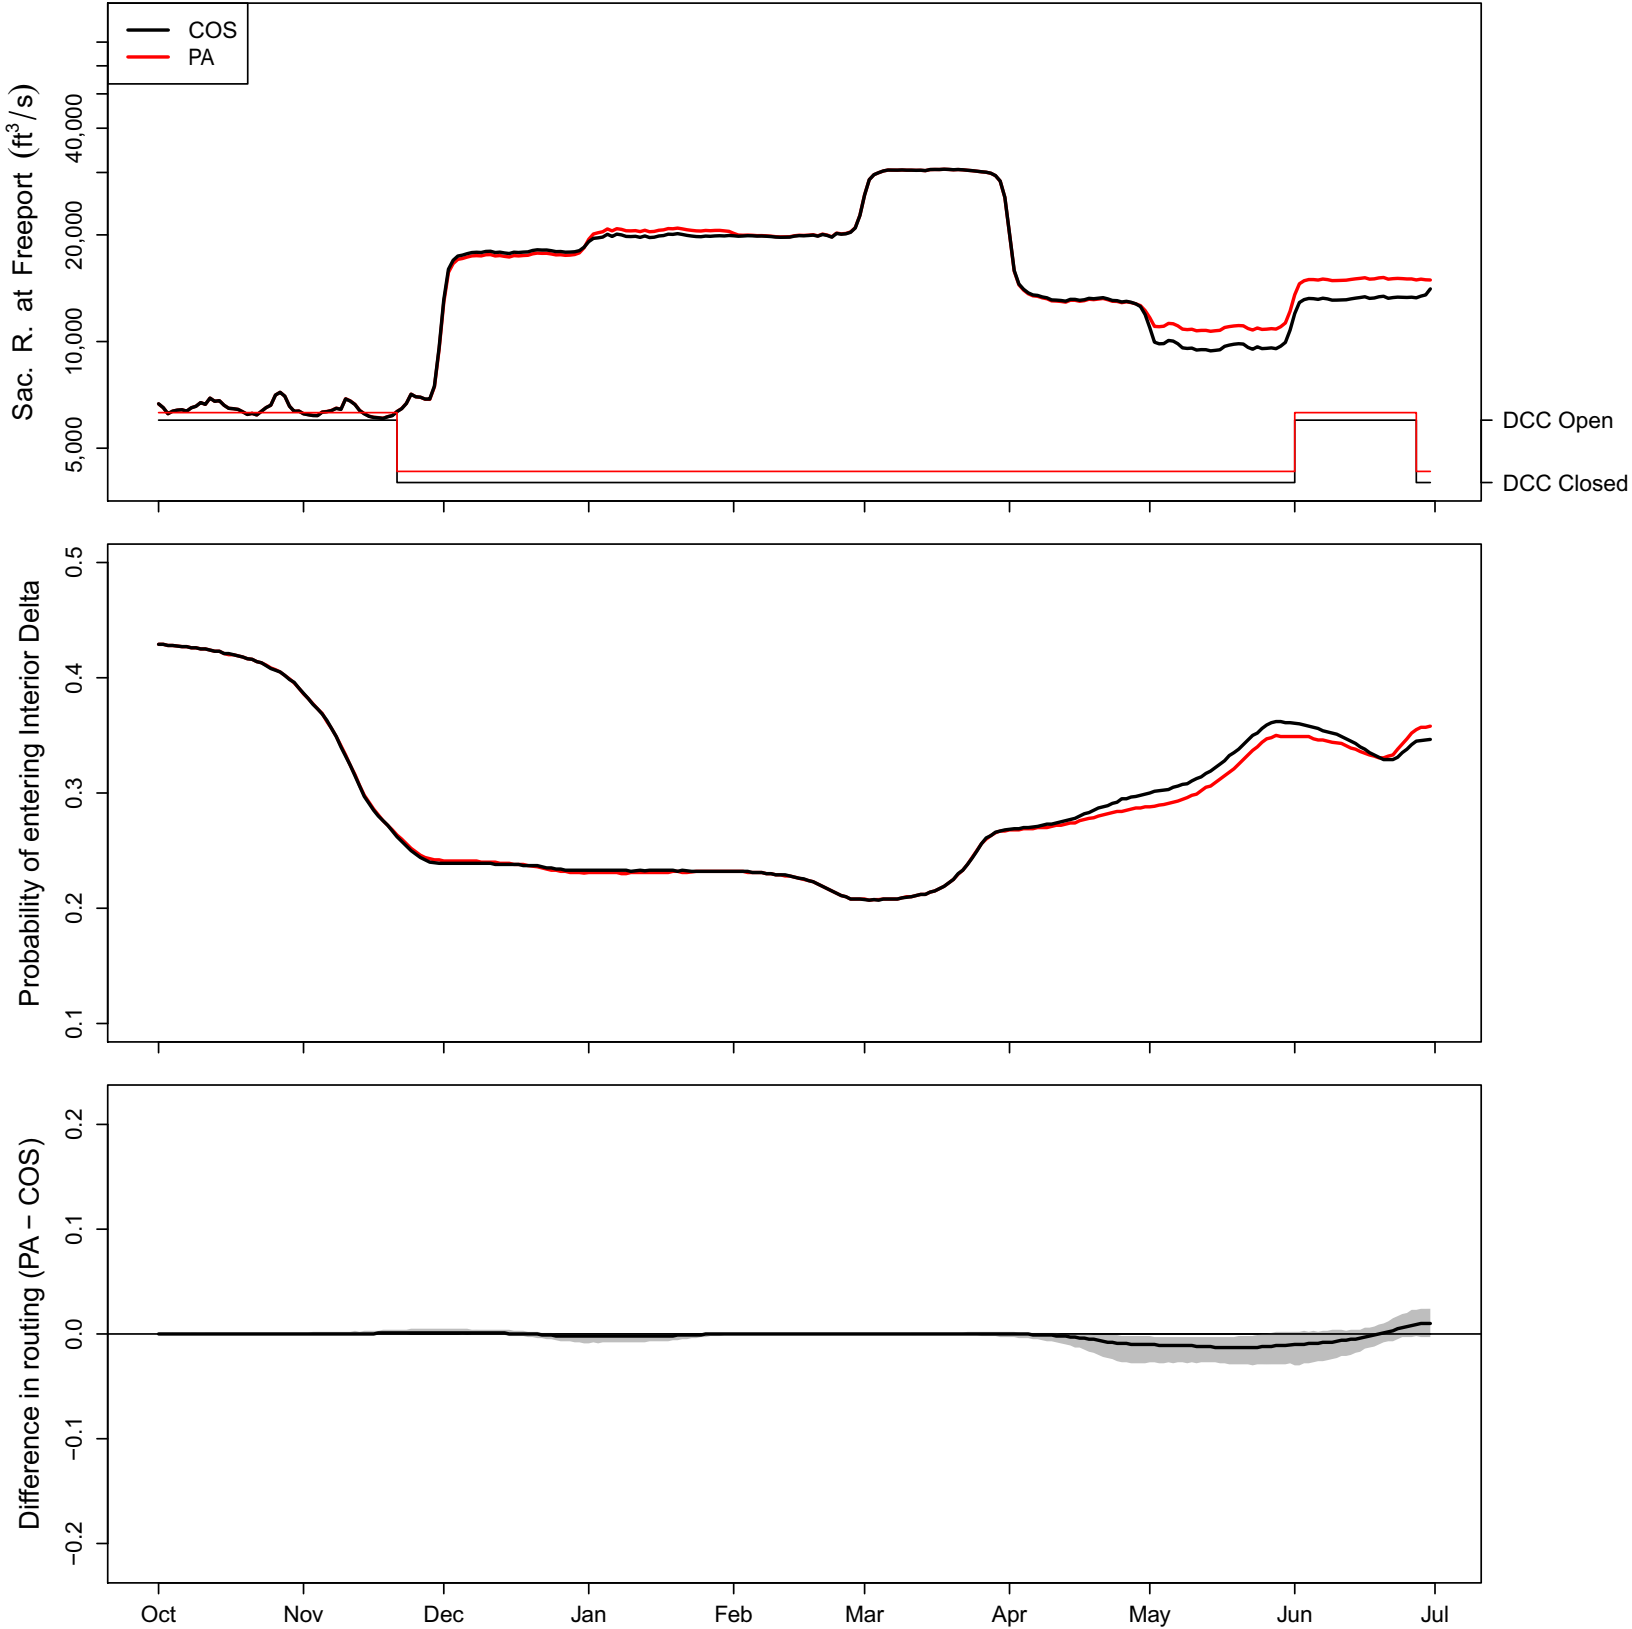 COS
PA
Sac. R. at Freeport (ft³/s)
40,000
20,000
10,000
5,000
DCC Open
DCC Closed
Probability of entering Interior Delta
0.5
0.4
0.3
0.2
0.1
Difference in routing (PA − COS)
0.2
0.1
0.0
−0.1
−0.2
Oct Nov Dec Jan Feb Mar Apr May Jun Jul